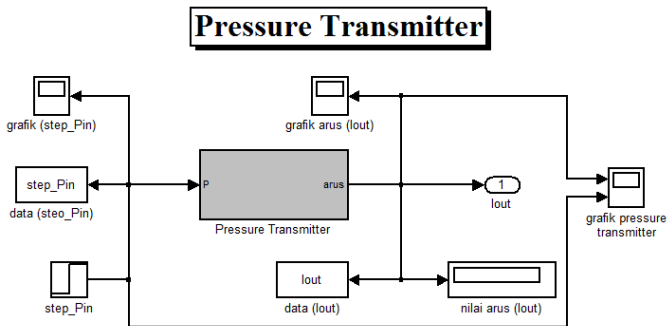 Pressure Transmitter
grafik (step_Pin)
grafik arus (Iout)
step_Pin
data (steo_Pin)
P
arus
Pressure Transmitter
1
Iout
grafik pressure
transmitter
step_Pin
Iout
data (Iout)
nilai arus (Iout)